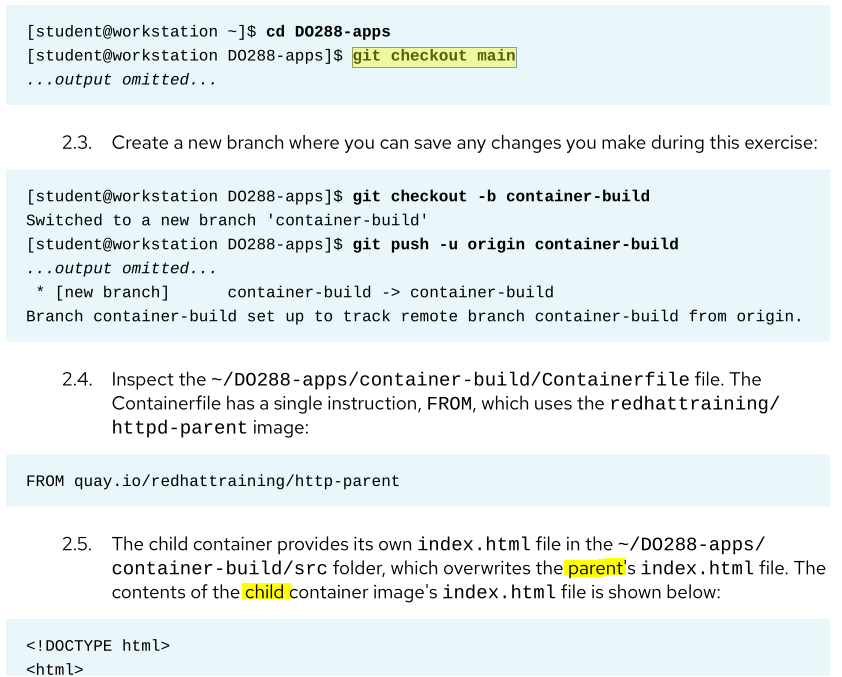 [student@workstation ~]$ cd DO288-apps
[student@workstation DO288-apps]$ git checkout main
...output omitted...
2.3. Create a new branch where you can save any changes you make during this exercise:
[student@workstation DO288-apps]$ git checkout -b container-build
Switched to a new branch 'container-build'
[student@workstation DO288-apps]$ git push -u origin container-build
...output omitted...
 * [new branch]      container-build -> container-build
Branch container-build set up to track remote branch container-build from origin.
2.4. Inspect the ~/DO288-apps/container-build/Containerfile file. The
Containerfile has a single instruction, FROM, which uses the redhattraining/
httpd-parent image:
FROM quay.io/redhattraining/http-parent
2.5. The child container provides its own index.html file in the ~/DO288-apps/
container-build/src folder, which overwrites the parent's index.html file. The
contents of the child container image's index.html file is shown below:
<!DOCTYPE html>
<html>